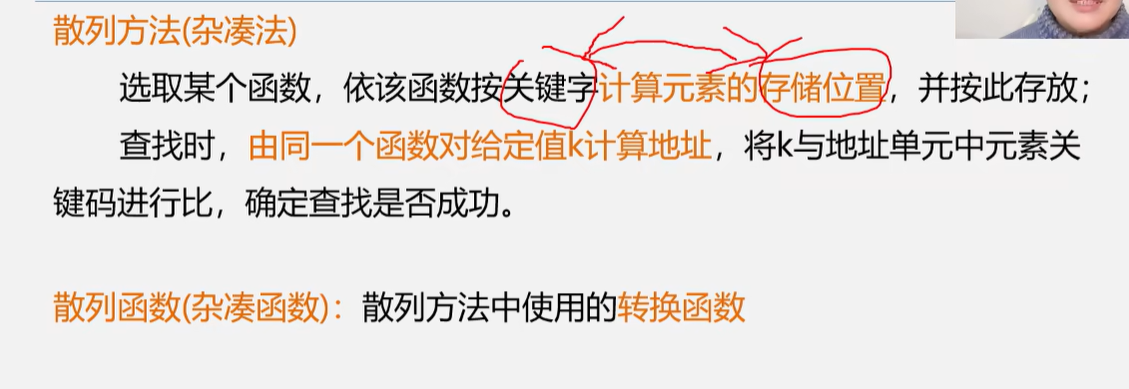 散列方法(杂凑法)
选取某个函数，依该函数按关键字计算元素的存储位置，并按此存放；
查找时，由同一个函数对给定值k计算地址，将k与地址单元中元素关
键码进行比，确定查找是否成功。
散列函数(杂凑函数)：散列方法中使用的转换函数